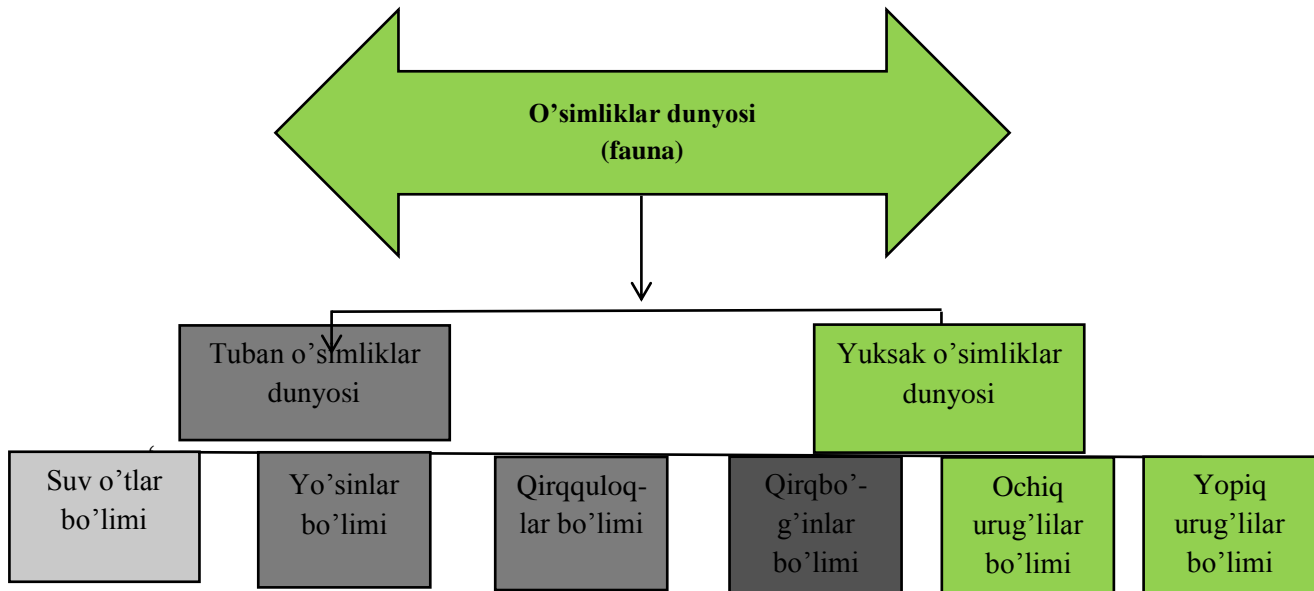 O’simliklar dunyosi
(fauna)
Tuban o’simliklar
dunyosi
Yuksak o’simliklar
dunyosi
Suv o’tlar
bo’limi
Yo’sinlar
bo’limi
Qirqquloq-
lar bo’limi
Qirqbo’-
g’inlar
bo’limi
Ochiq
urug’lilar
bo’limi
Yopiq
urug’lilar
bo’limi